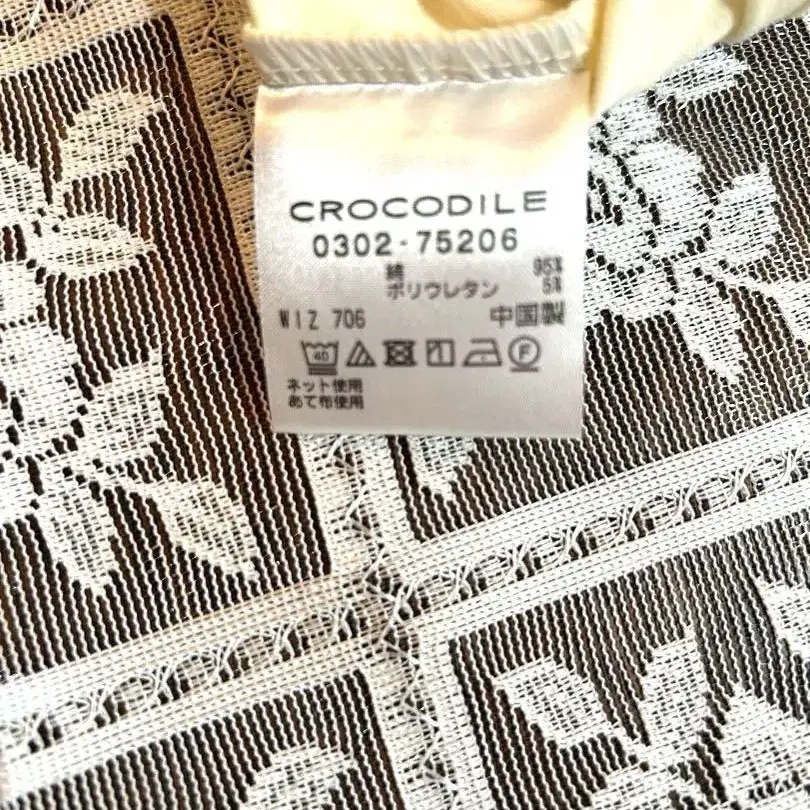 CROCODILE
0302-75206
綿 95%
ポリウレタン 5%
WIZ 706 中国製
40 F
ネット使用
あて布使用